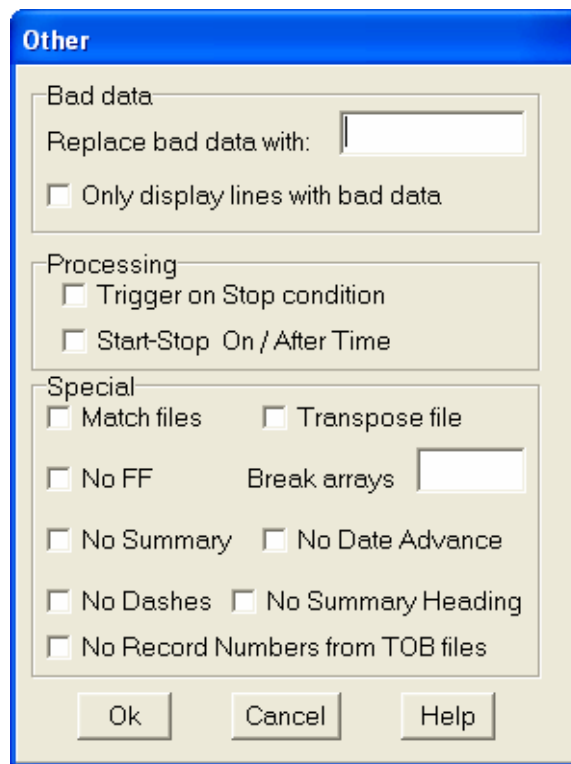 Other
Bad data
Replace bad data with:
Only display lines with bad data
Processing
Trigger on Stop condition
Start-Stop On / After Time
Special
Match files Transpose file
No FF Break arrays
No Summary No Date Advance
No Dashes No Summary Heading
No Record Numbers from TOB files
Ok Cancel Help